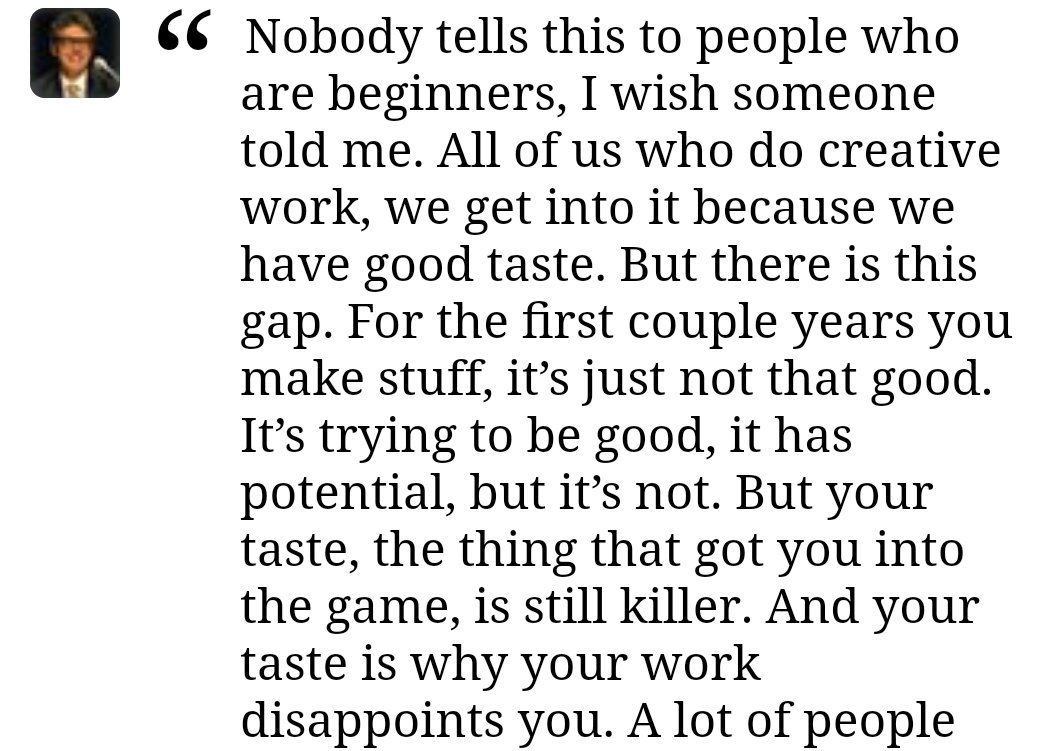 “ Nobody tells this to people who
are beginners, I wish someone
told me. All of us who do creative
work, we get into it because we
have good taste. But there is this
gap. For the first couple years you
make stuff, it’s just not that good.
It’s trying to be good, it has
potential, but it’s not. But your
taste, the thing that got you into
the game, is still killer. And your
taste is why your work
disappoints you. A lot of people